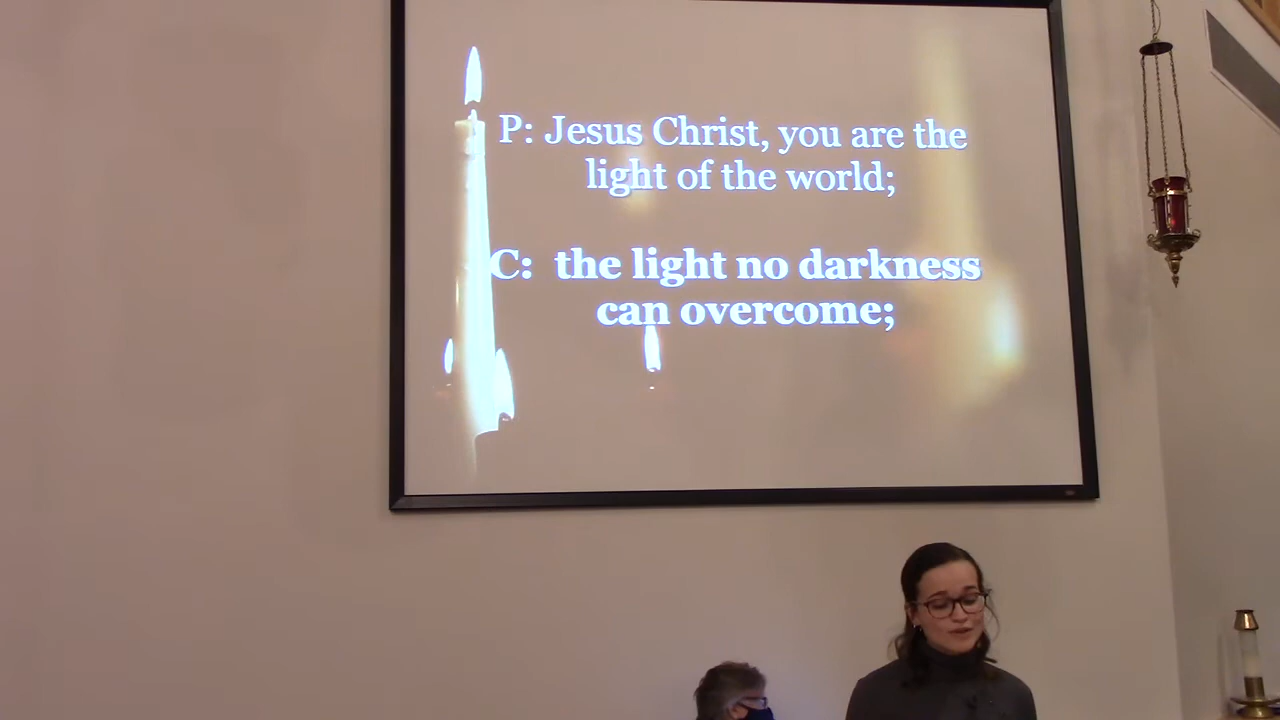 P: Jesus Christ, you are the
light of the world;
C: the light no darkness
can overcome;